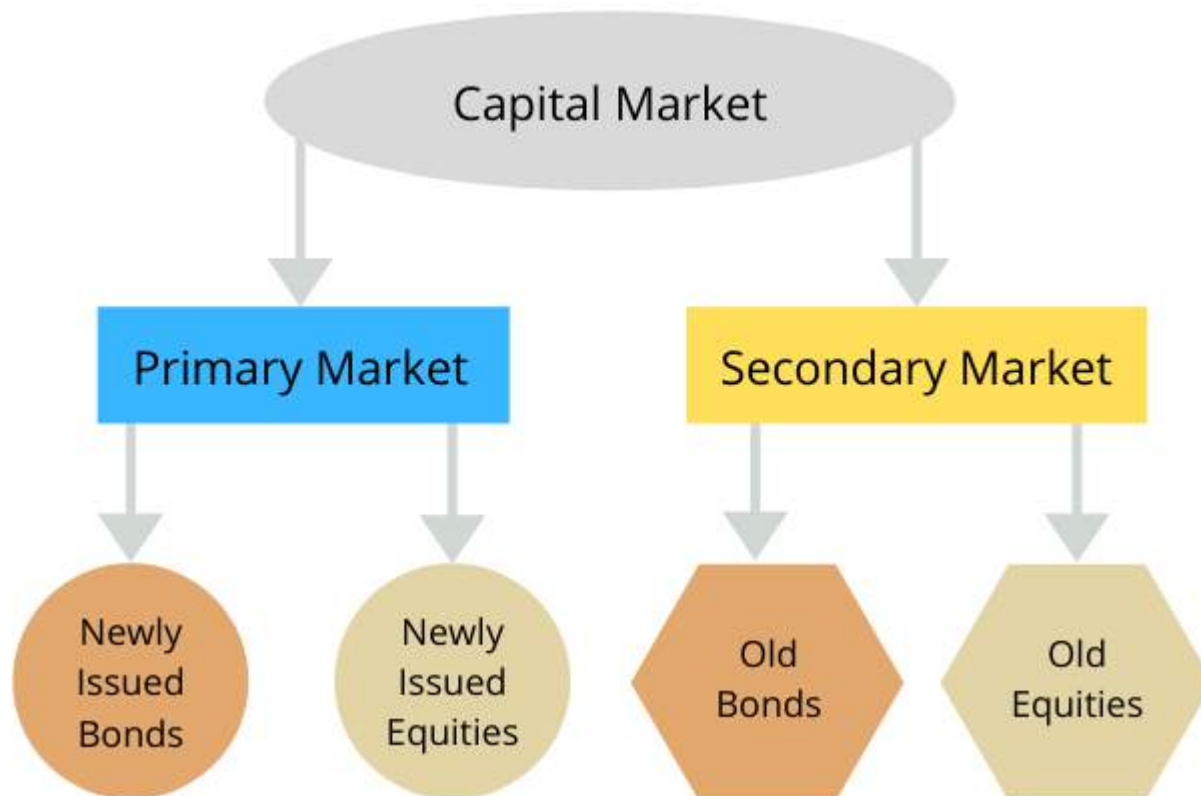 Capital Market
Primary Market
Secondary Market
Newly
Issued
Bonds
Newly
Issued
Equities
Old
Bonds
Old
Equities